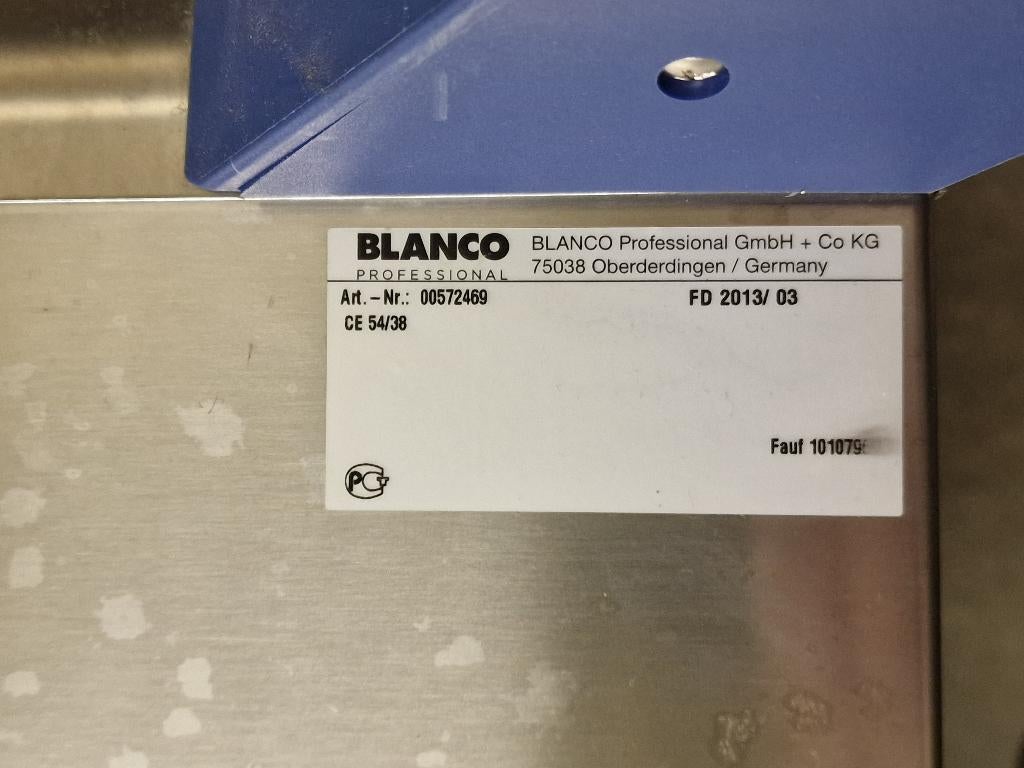 BLANCO
PROFESSIONAL
BLANCO Professional GmbH + Co KG
75038 Oberderdingen / Germany
Art. – Nr.: 00572469
FD 2013/ 03
CE 54/38
Fauf